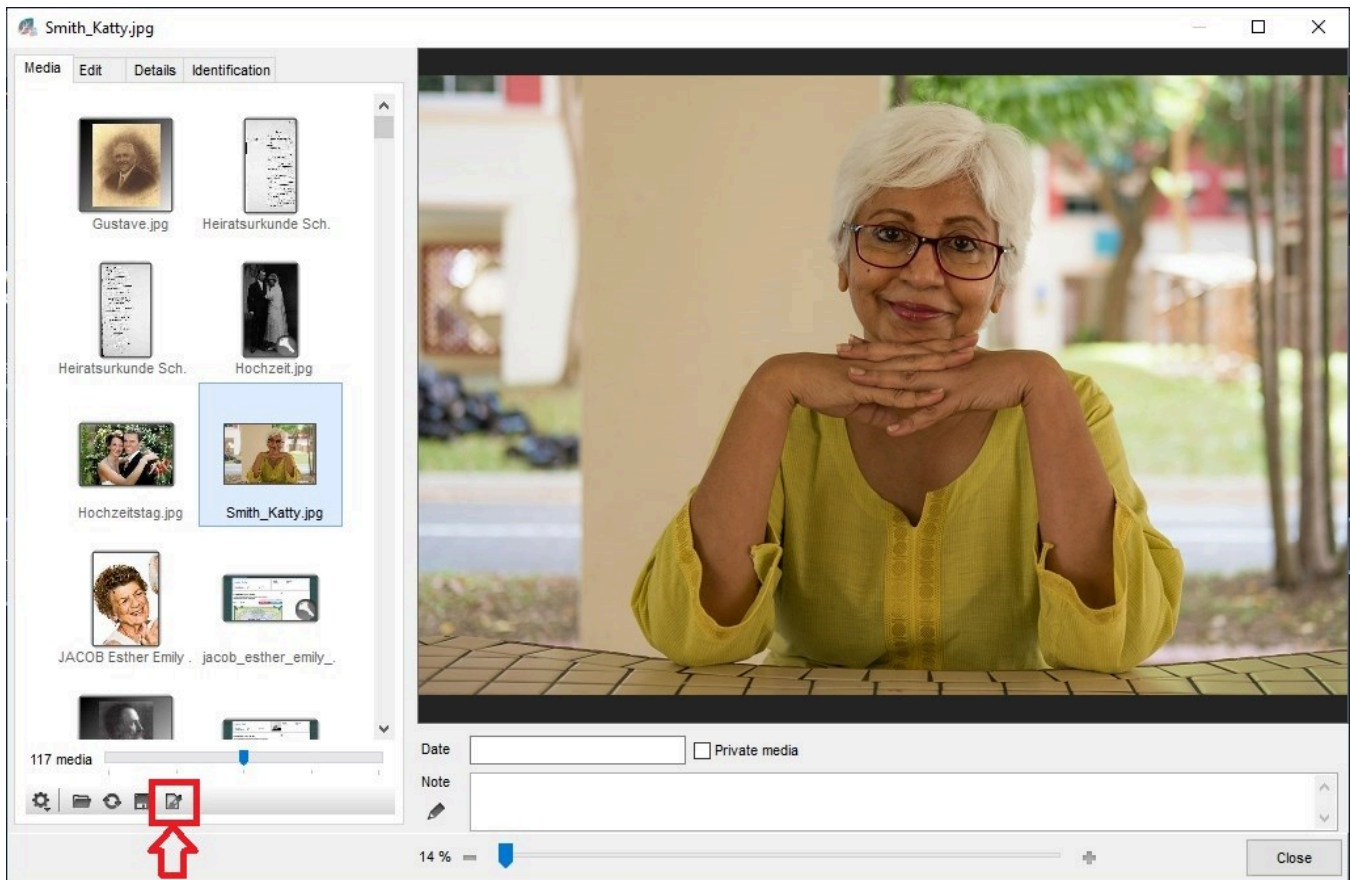 Smith_Katty.jpg
Media Edit Details Identification
Gustave.jpg Heiratsurkunde Sch.
Heiratsurkunde Sch. Hochzeit.jpg
Hochzeitstag.jpg Smith_Katty.jpg
JACOB Esther Emily . jacob_esther_emily_.
117 media
Date
Private media
Note
14 %
Close